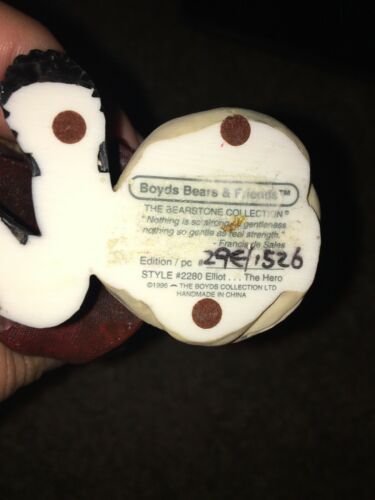 Boyds Bears & Friends™
THE BEARSTONE COLLECTION®
"Nothing is so strong as gentleness
nothing so gentle as real strength."
- Francis de Sales
Edition / pc # 29E/1526
STYLE #2280 Elliot . . . The Hero
©1996 ~ THE BOYDS COLLECTION LTD
HANDMADE IN CHINA